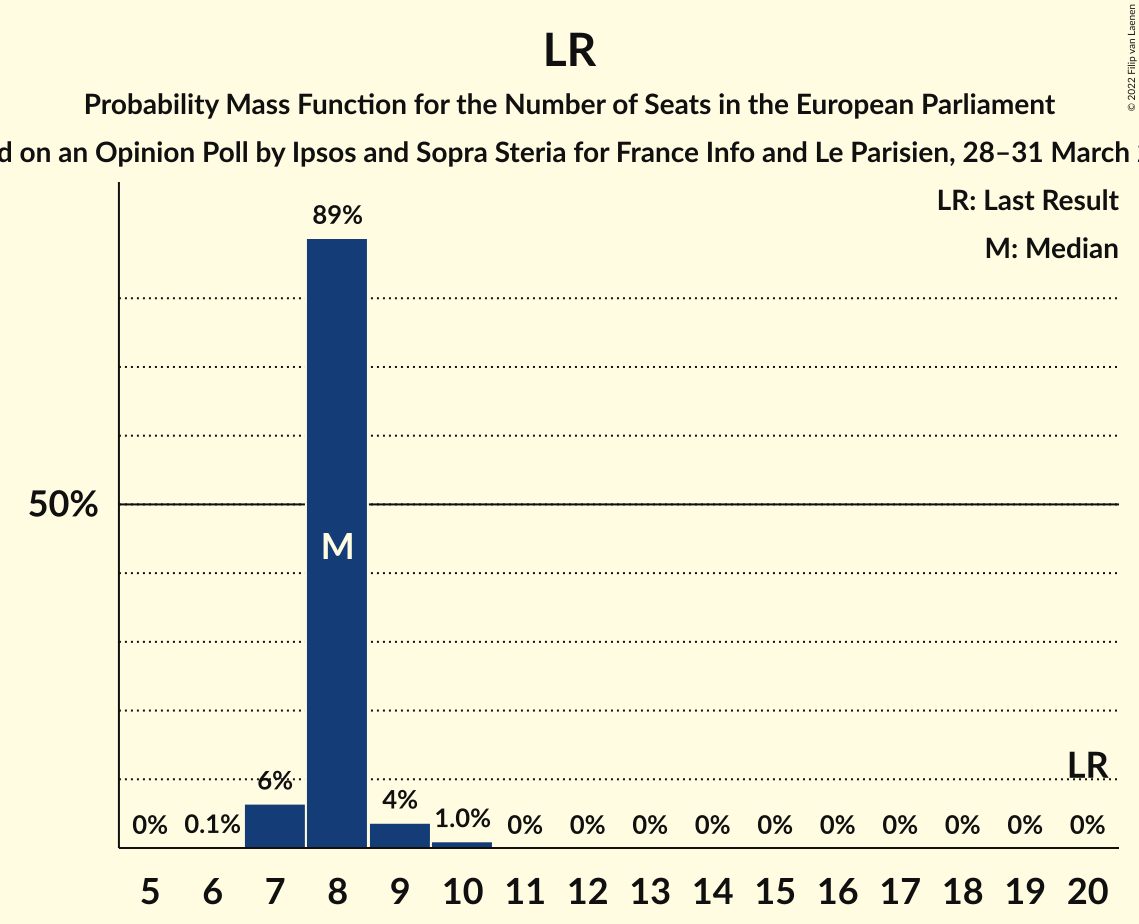 LR
Probability Mass Function for the Number of Seats in the European Parliament
on an Opinion Poll by Ipsos and Sopra Steria for France Info and Le Parisien, 28–31 March
© 2022 Filip van Laenen
LR: Last Result
M: Median
89%
50%
M
LR
6%
4%
0% 0.1% 1.0% 0% 0% 0% 0% 0% 0% 0% 0% 0% 0%
5 6 7 8 9 10 11 12 13 14 15 16 17 18 19 20